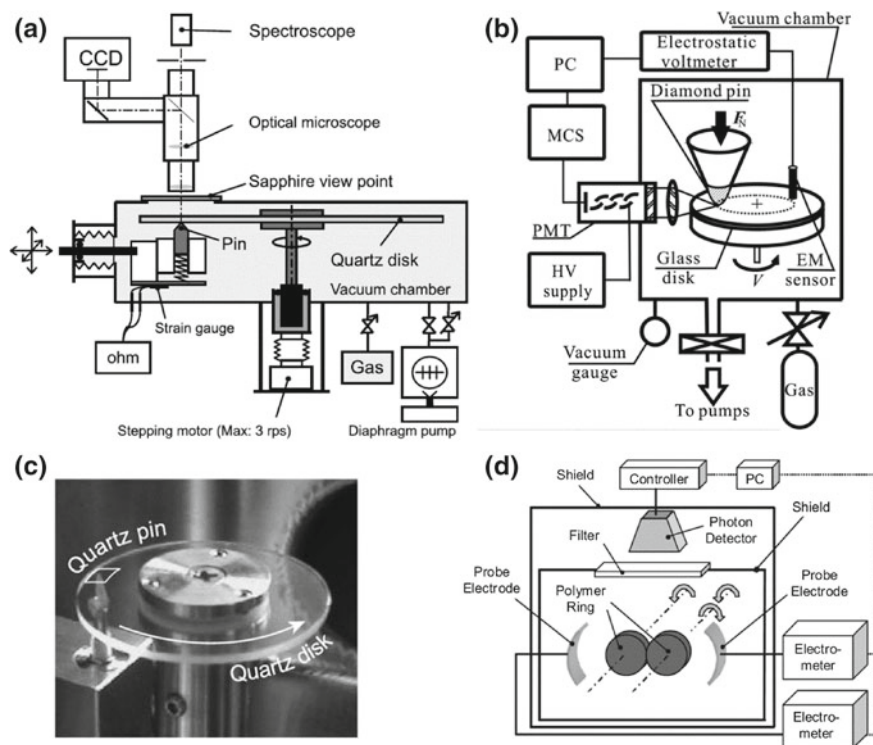 (a)
Spectroscope
CCD
Optical microscope
Sapphire view point
Pin
Quartz disk
Vacuum chamber
Strain gauge
ohm
Gas
Stepping motor (Max: 3 rps)
Diaphragm pump
(b)
Vacuum chamber
Electrostatic
voltmeter
PC
Diamond pin
F_N
MCS
PMT
Glass
disk
EM
sensor
V
HV
supply
Vacuum
gauge
To pumps
Gas
(c)
Quartz pin
Quartz disk
(d)
Shield
Controller
PC
Photon
Detector
Shield
Filter
Probe
Electrode
Polymer
Ring
Probe
Electrode
Electro-
meter
Electro-
meter